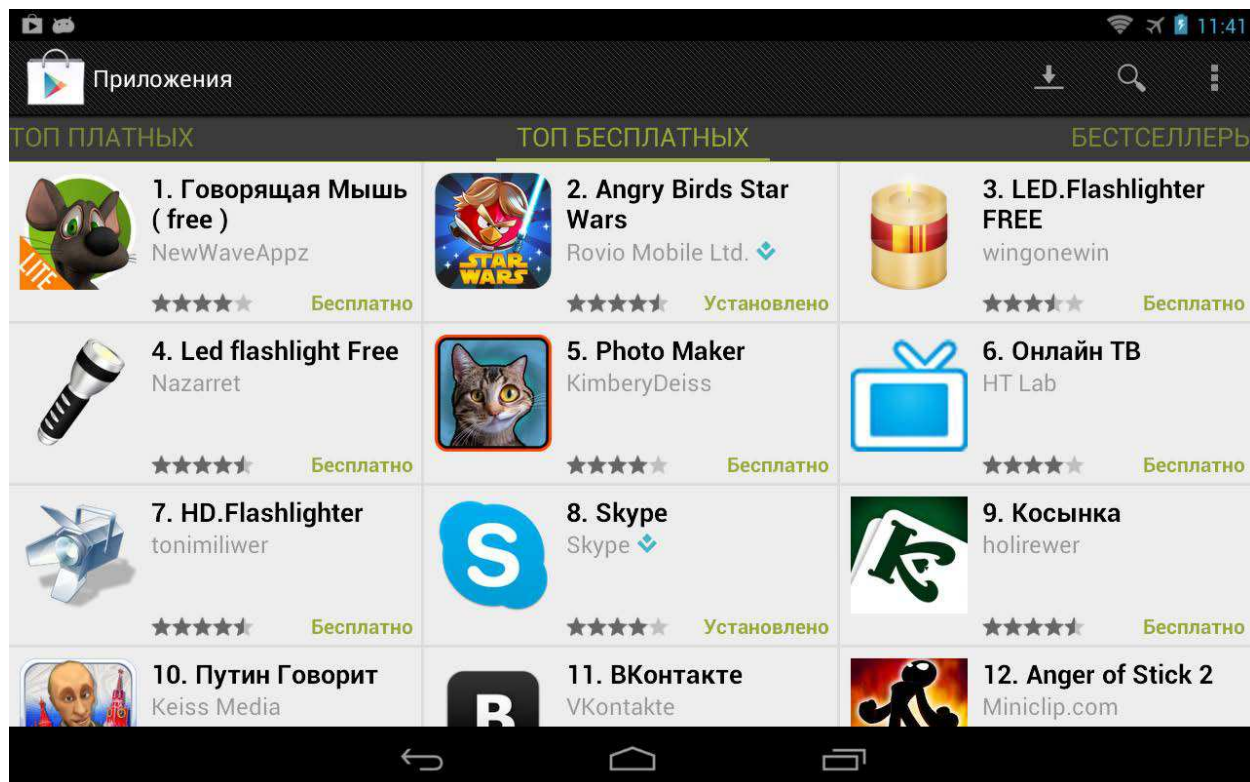 11:41
Приложения
ТОП ПЛАТНЫХ
ТОП БЕСПЛАТНЫХ
БЕСТСЕЛЛЕРЫ
1. Говорящая Мышь
( free )
NewWaveAppz
LITE
Бесплатно
2. Angry Birds Star
Wars
Rovio Mobile Ltd.
STAR
WARS
Установлено
3. LED.Flashlighter
FREE
wingonewin
Бесплатно
4. Led flashlight Free
Nazarret
Бесплатно
5. Photo Maker
KimberyDeiss
Бесплатно
6. Онлайн ТВ
HT Lab
Бесплатно
7. HD.Flashlighter
tonimiliwer
Бесплатно
S
8. Skype
Skype
Установлено
K
9. Косынка
holirewer
Бесплатно
10. Путин Говорит
Keiss Media
B
11. ВКонтакте
VKontakte
12. Anger of Stick 2
Miniclip.com